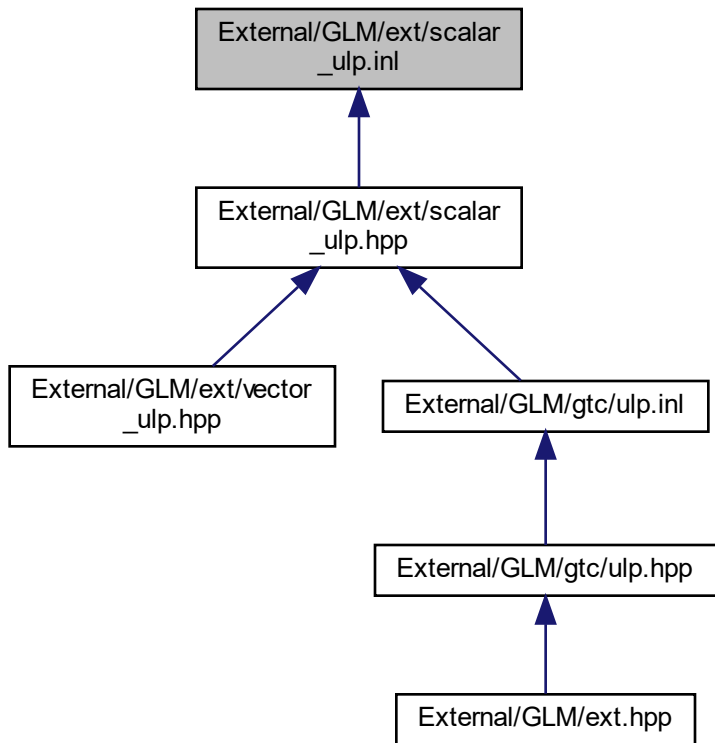 External/GLM/ext/scalar
_ulp.inl
External/GLM/ext/scalar
_ulp.hpp
External/GLM/ext/vector
_ulp.hpp
External/GLM/gtc/ulp.inl
External/GLM/gtc/ulp.hpp
External/GLM/ext.hpp